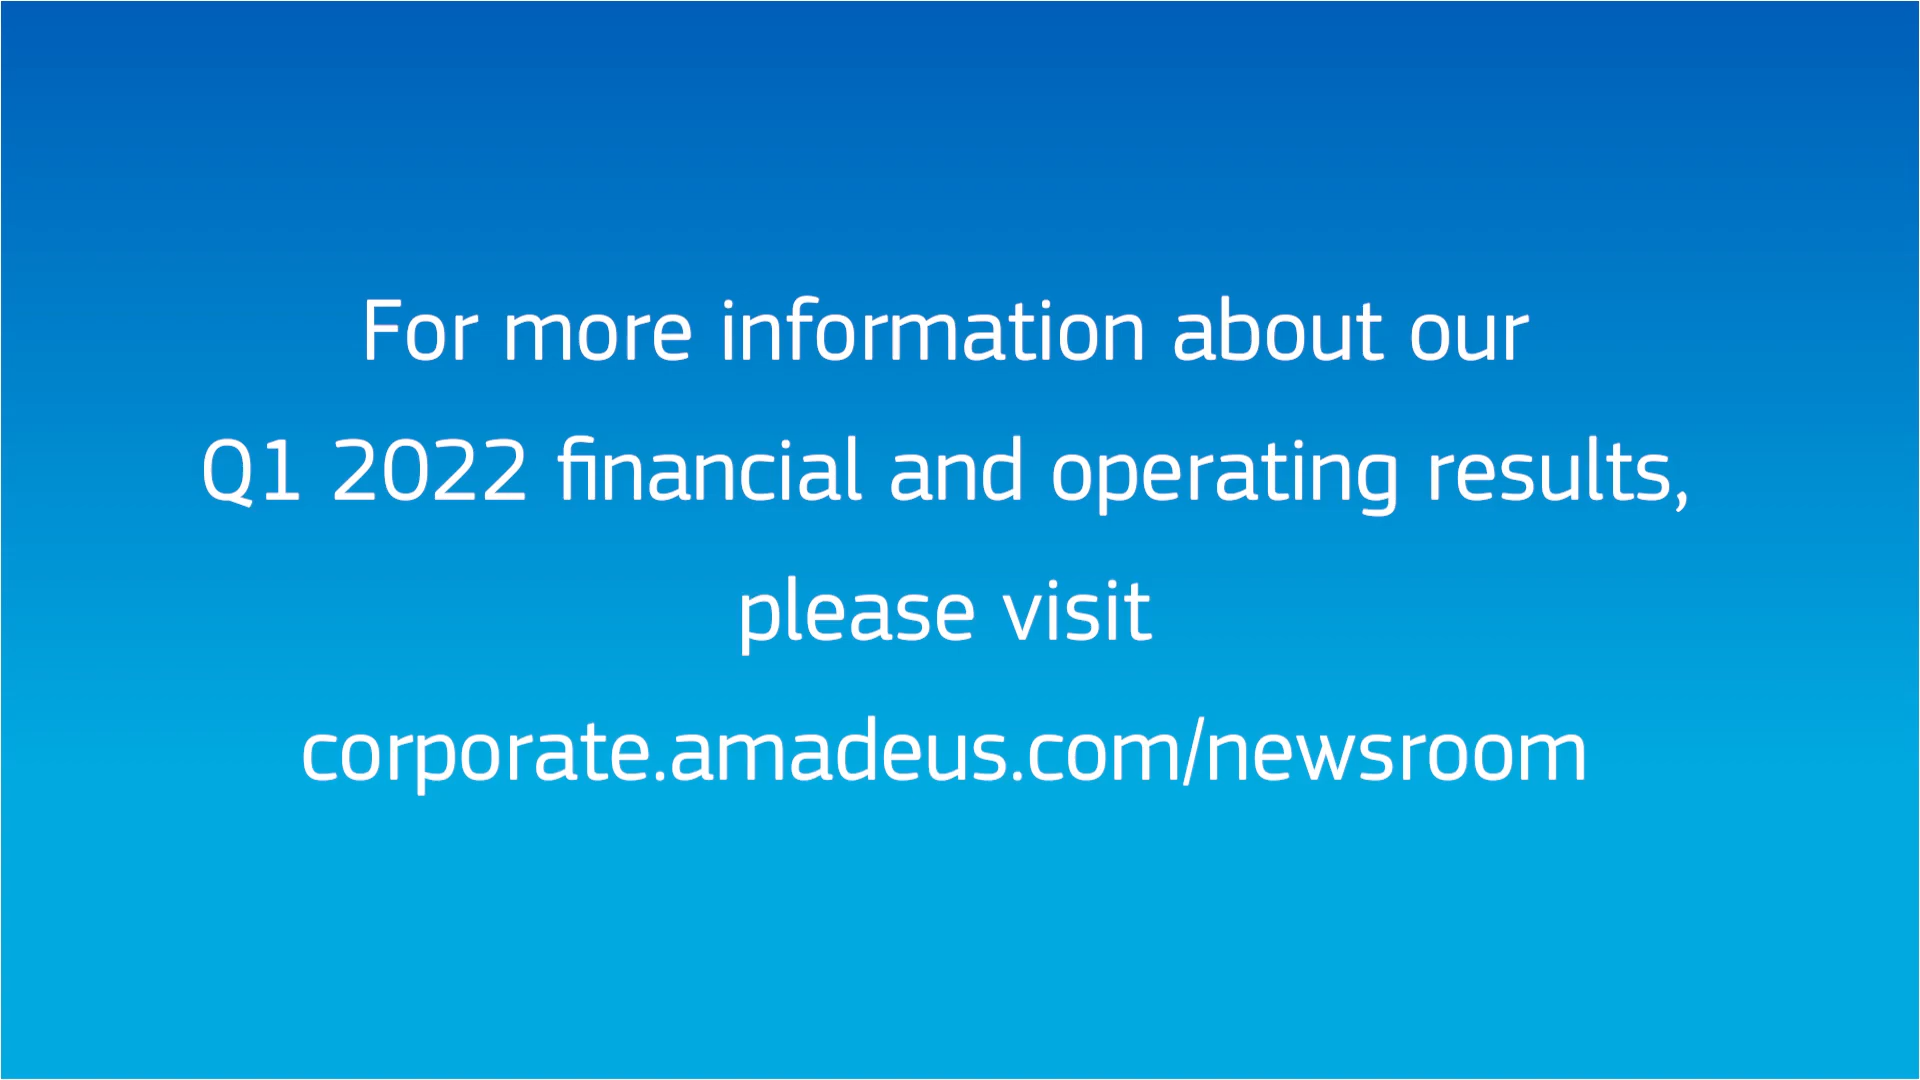 For more information about our
Q1 2022 financial and operating results,
please visit
corporate.amadeus.com/newsroom